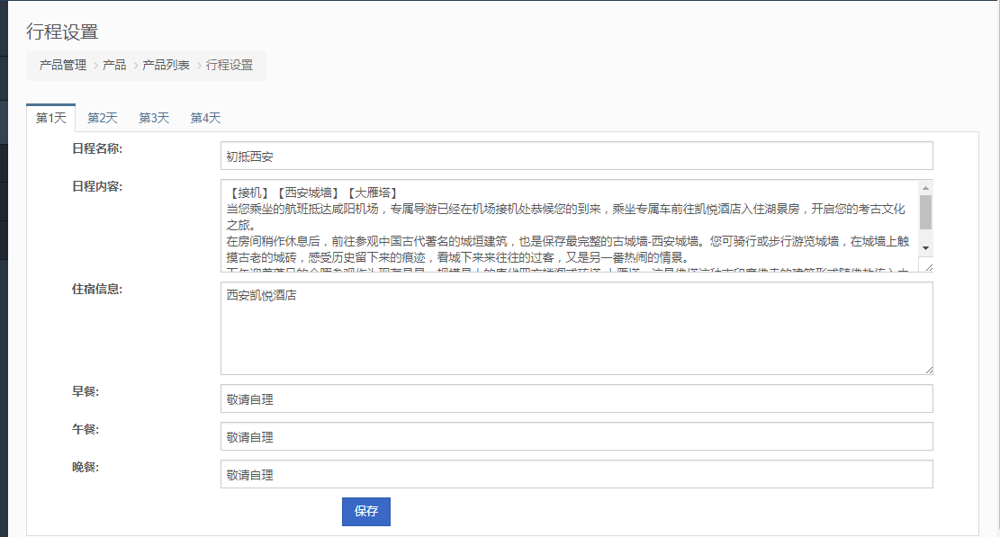 行程设置
产品管理 > 产品 > 产品列表 > 行程设置
第1天 第2天 第3天 第4天
日程名称:
初抵西安
日程内容:
【接机】【西安城墙】【大雁塔】
当您乘坐的航班抵达咸阳机场，专属导游已经在机场接机处恭候您的到来，乘坐专属车前往凯悦酒店入住湖景房，开启您的考古文化
之旅。
在房间稍作休息后，前往参观中国古代著名的城垣建筑，也是保存最完整的古城墙-西安城墙。您可骑行或步行游览城墙，在城墙上触
摸古老的城砖，感受历史留下来的痕迹，看城下来来往往的过客，又是另一番热闹的情景。
住宿信息:
西安凯悦酒店
早餐:
敬请自理
午餐:
敬请自理
晚餐:
敬请自理
保存